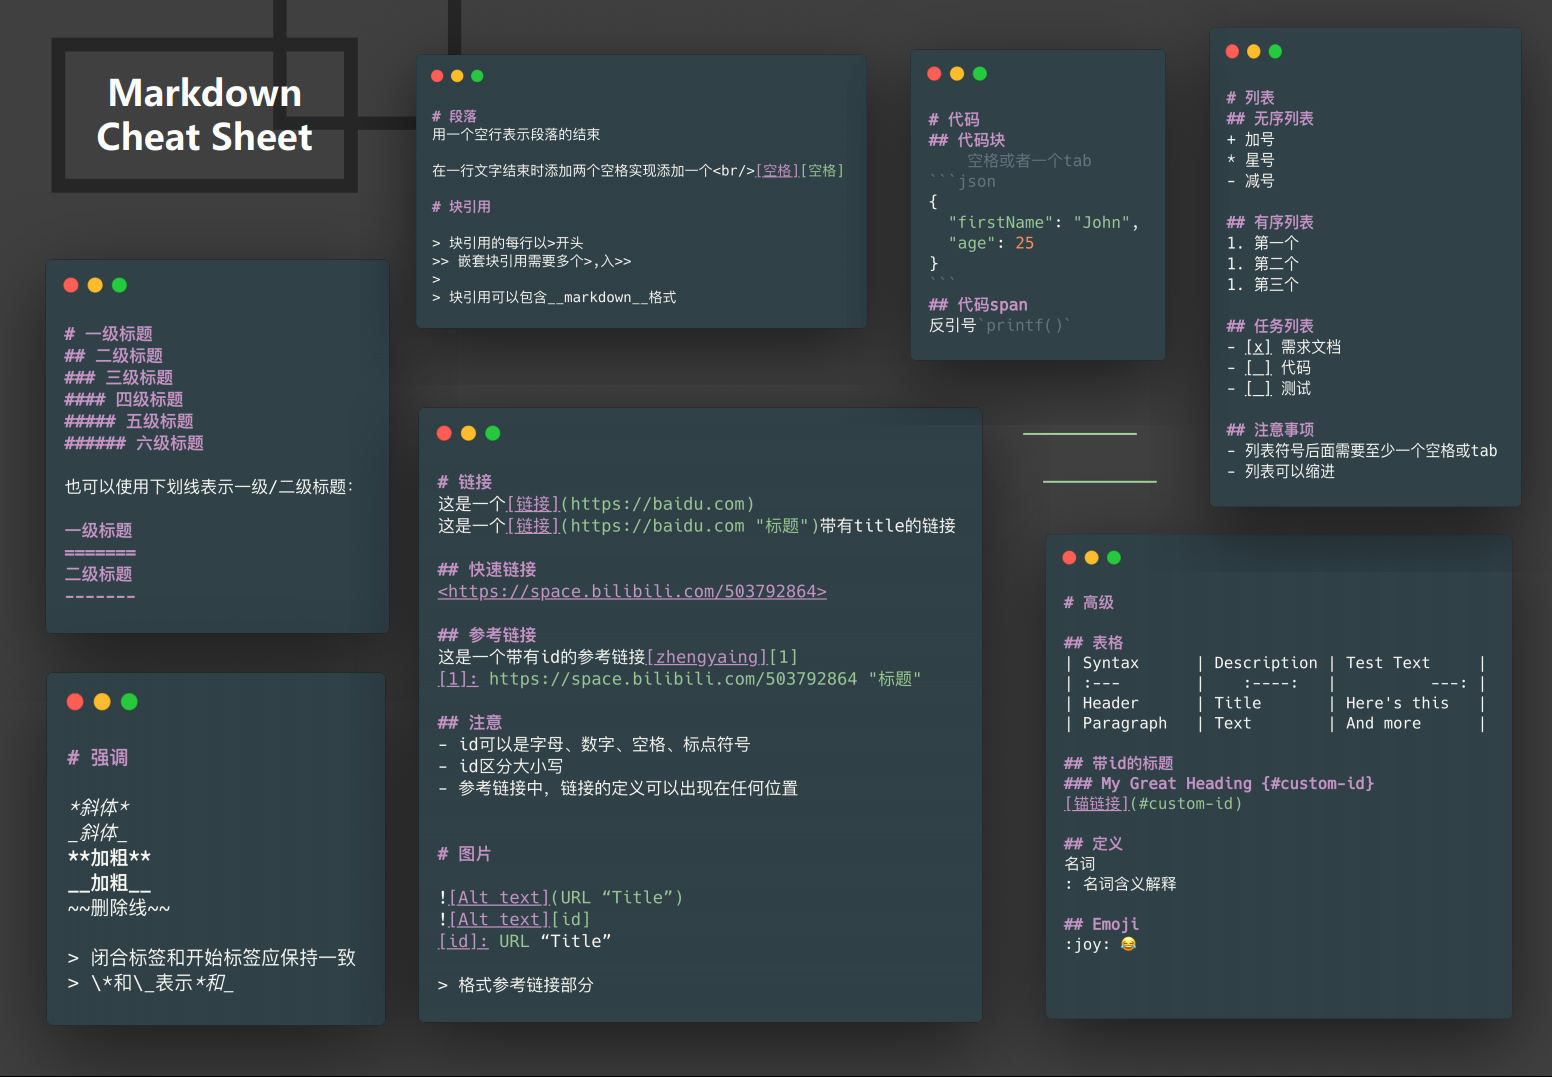 Markdown
Cheat Sheet
# 一级标题
## 二级标题
### 三级标题
#### 四级标题
##### 五级标题
###### 六级标题
也可以使用下划线表示一级/二级标题：
一级标题
=======
二级标题
-------
# 强调
*斜体*
_斜体_
**加粗**
__加粗__
~~删除线~~
> 闭合标签和开始标签应保持一致
> \*和\_表示*和_
# 段落
用一个空行表示段落的结束
在一行文字结束时添加两个空格实现添加一个<br/>[空格][空格]
# 块引用
> 块引用的每行以>开头
>> 嵌套块引用需要多个>,入>>
>
> 块引用可以包含__markdown__格式
# 链接
这是一个[链接](https://baidu.com)
这是一个[链接](https://baidu.com "标题")带有title的链接
## 快速链接
<https://space.bilibili.com/503792864>
## 参考链接
这是一个带有id的参考链接[zhengyaing][1]
[1]: https://space.bilibili.com/503792864 "标题"
## 注意
- id可以是字母、数字、空格、标点符号
- id区分大小写
- 参考链接中，链接的定义可以出现在任何位置
# 图片
![Alt text](URL “Title”)
![Alt text][id]
[id]: URL “Title”
> 格式参考链接部分
# 代码
## 代码块
    空格或者一个tab
```json
{
  "firstName": "John",
  "age": 25
}
```
## 代码span
反引号`printf()`
# 列表
## 无序列表
+ 加号
* 星号
- 减号
## 有序列表
1. 第一个
1. 第二个
1. 第三个
## 任务列表
- [x] 需求文档
- [_] 代码
- [_] 测试
## 注意事项
- 列表符号后面需要至少一个空格或tab
- 列表可以缩进
# 高级
## 表格
| Syntax      | Description | Test Text     |
| :---        |    :----:   |          ---: |
| Header      | Title       | Here's this   |
| Paragraph   | Text        | And more      |
## 带id的标题
### My Great Heading {#custom-id}
[锚链接](#custom-id)
## 定义
名词
: 名词含义解释
## Emoji
:joy: 😂